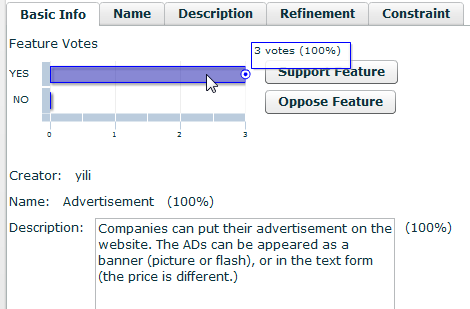 Basic Info Name Description Refinement Constraint
Feature Votes
3 votes (100%)
YES
Support Feature
NO
Oppose Feature
0 1 2 3
Creator: yili
Name: Advertisement (100%)
Description: Companies can put their advertisement on the (100%)
website. The ADs can be appeared as a
banner (picture or flash), or in the text form
(the price is different.)